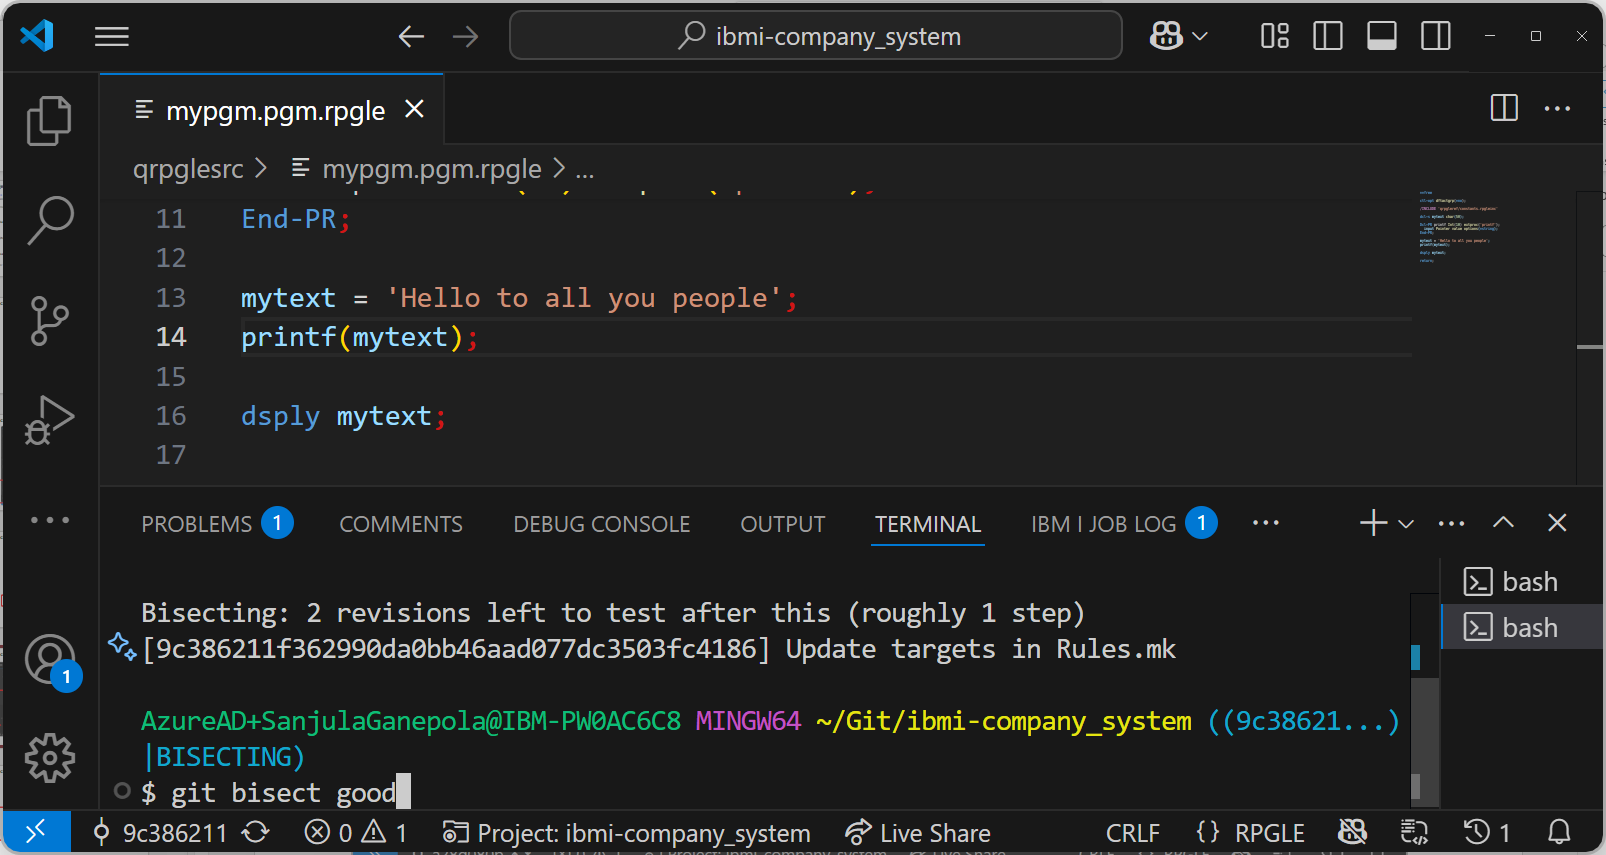 ibmi-company_system
mypgm.pgm.rpgle
qrpglesrc > mypgm.pgm.rpgle > ...
11 End-PR;
12
13 mytext = 'Hello to all you people';
14 printf(mytext);
15
16 dsply mytext;
17
PROBLEMS 1 COMMENTS DEBUG CONSOLE OUTPUT TERMINAL IBM I JOB LOG 1
bash
bash
Bisecting: 2 revisions left to test after this (roughly 1 step)
[9c386211f362990da0bb46aad077dc3503fc4186] Update targets in Rules.mk
AzureAD+SanjulaGanepola@IBM-PW0AC6C8 MINGW64 ~/Git/ibmi-company_system ((9c38621...)
|BISECTING)
$ git bisect good
1
9c386211 0 1 Project: ibmi-company_system Live Share CRLF {} RPGLE 1